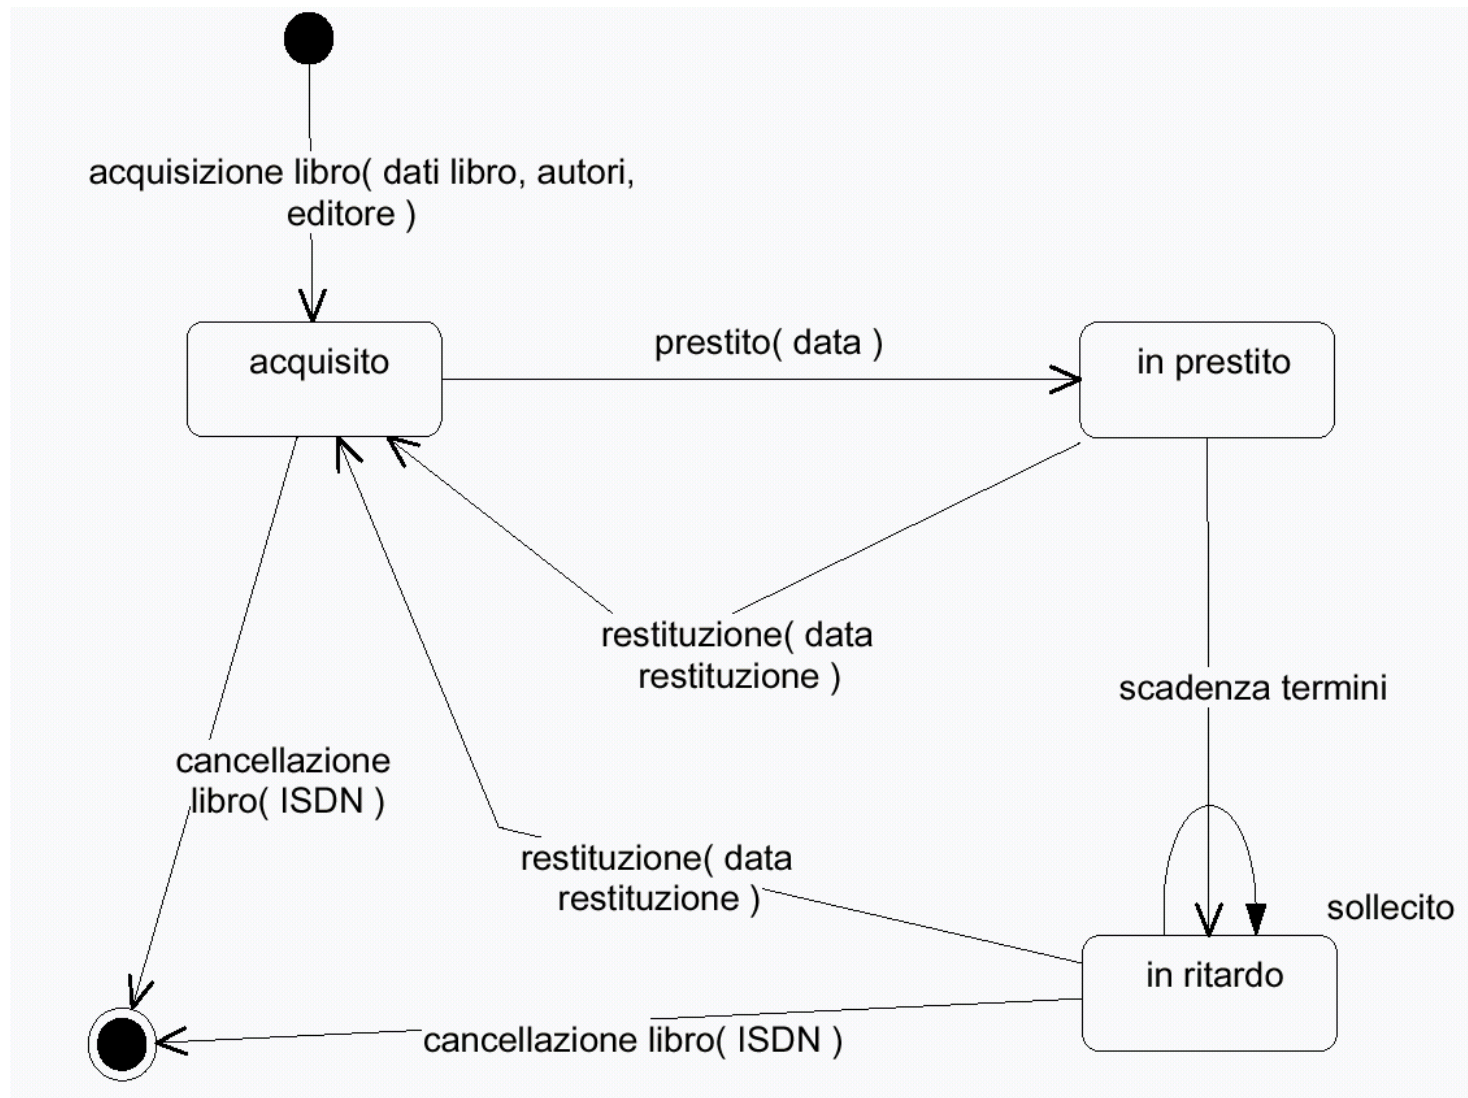 acquisizione libro( dati libro, autori,
editore )
acquisito
prestito( data )
in prestito
restituzione( data
restituzione )
scadenza termini
cancellazione
libro( ISDN )
restituzione( data
restituzione )
sollecito
in ritardo
cancellazione libro( ISDN )